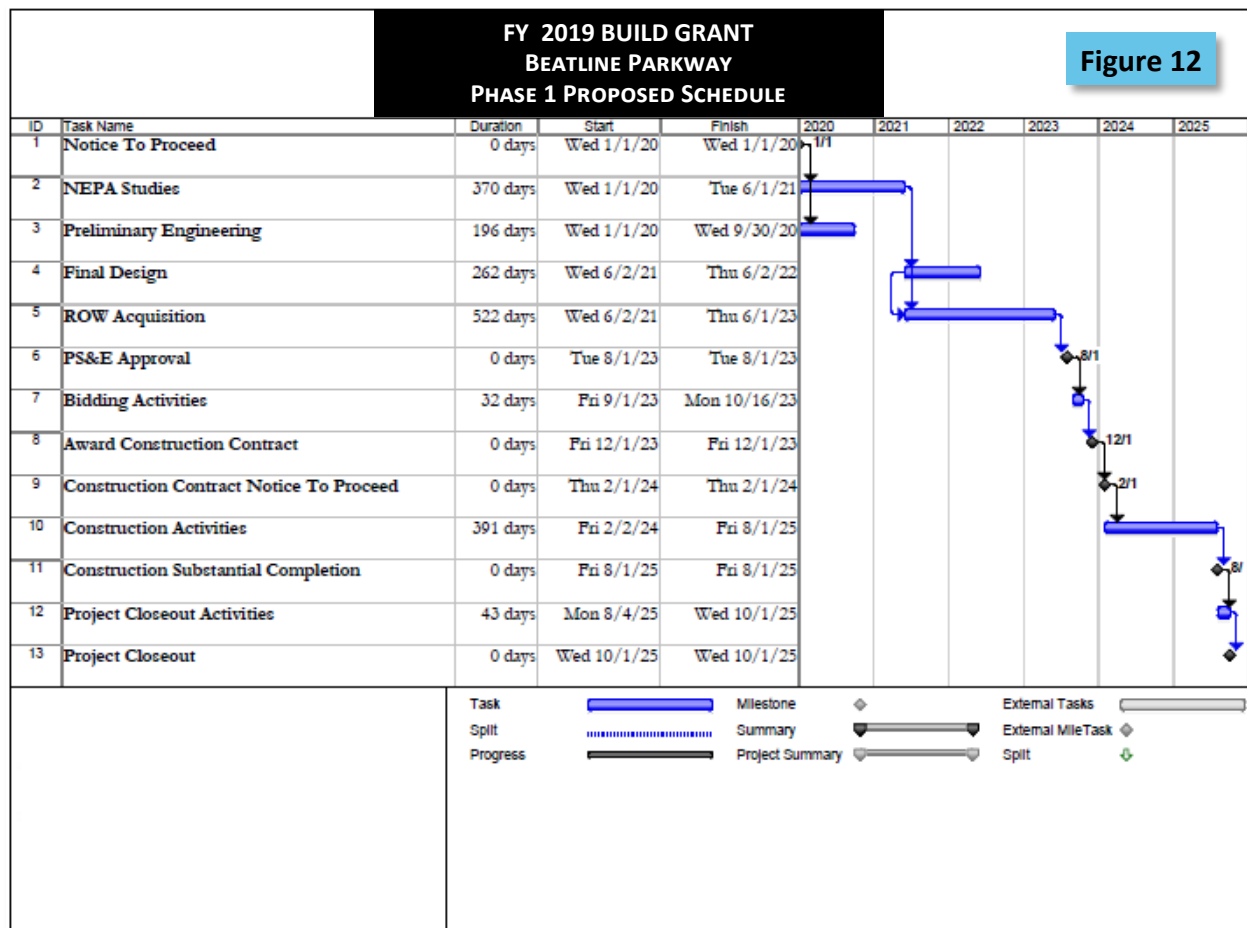 FY 2019 BUILD GRANT
BEATLINE PARKWAY
PHASE 1 PROPOSED SCHEDULE
Figure 12
ID Task Name Duration Start Finish 2020 2021 2022 2023 2024 2025
1 Notice To Proceed 0 days Wed 1/1/20 Wed 1/1/20 1/1
2 NEPA Studies 370 days Wed 1/1/20 Tue 6/1/21
3 Preliminary Engineering 196 days Wed 1/1/20 Wed 9/30/20
4 Final Design 262 days Wed 6/2/21 Thu 6/2/22
5 ROW Acquisition 522 days Wed 6/2/21 Thu 6/1/23
6 PS&E Approval 0 days Tue 8/1/23 Tue 8/1/23 8/1
7 Bidding Activities 32 days Fri 9/1/23 Mon 10/16/23
8 Award Construction Contract 0 days Fri 12/1/23 Fri 12/1/23 12/1
9 Construction Contract Notice To Proceed 0 days Thu 2/1/24 Thu 2/1/24 2/1
10 Construction Activities 391 days Fri 2/2/24 Fri 8/1/25
11 Construction Substantial Completion 0 days Fri 8/1/25 Fri 8/1/25 8/
12 Project Closeout Activities 43 days Mon 8/4/25 Wed 10/1/25
13 Project Closeout 0 days Wed 10/1/25 Wed 10/1/25
Task Milestone External Tasks
Split Summary External MileTask
Progress Project Summary Split